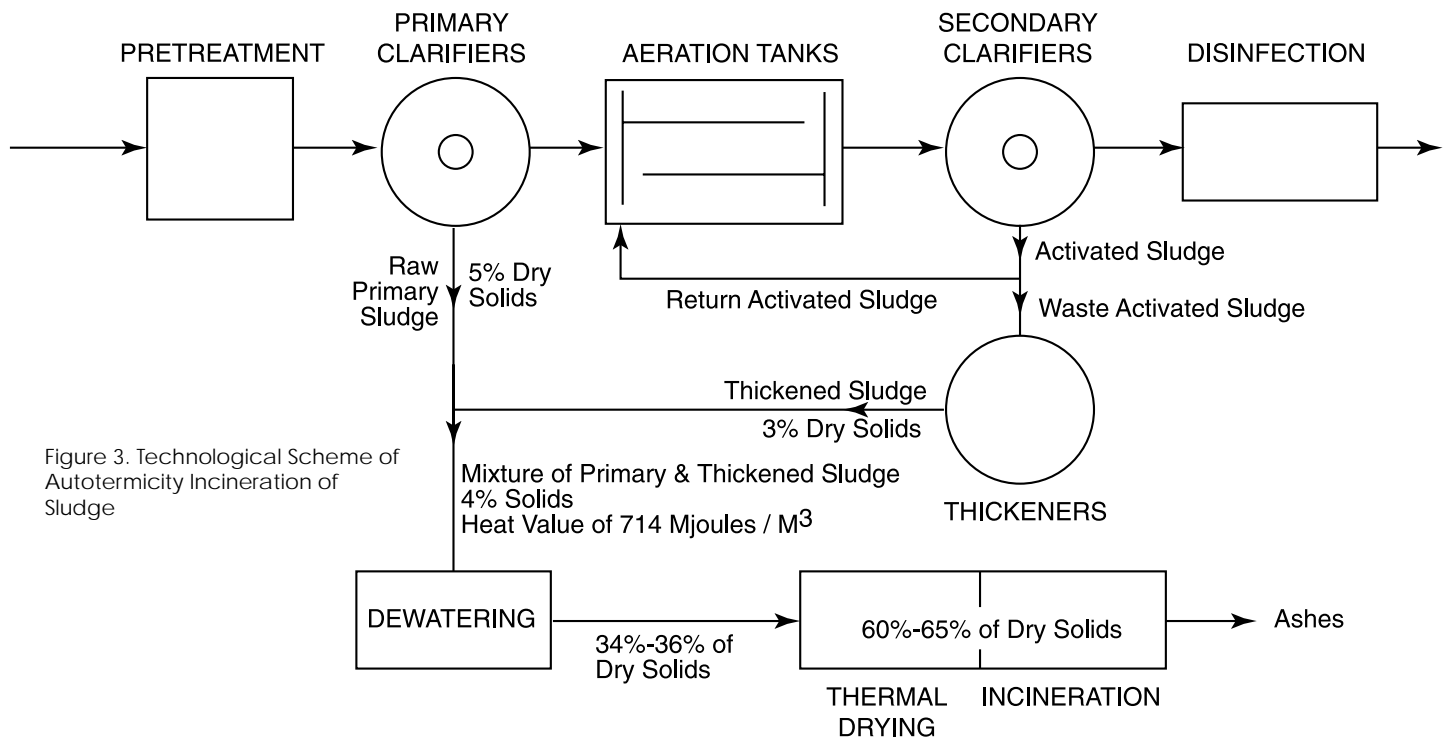 PRETREATMENT
PRIMARY
CLARIFIERS
AERATION TANKS
SECONDARY
CLARIFIERS
DISINFECTION
Raw
Primary
Sludge
5% Dry
Solids
Return Activated Sludge
Activated Sludge
Waste Activated Sludge
Thickened Sludge
3% Dry Solids
THICKENERS
Figure 3. Technological Scheme of
Autotermicity Incineration of
Sludge
Mixture of Primary & Thickened Sludge
4% Solids
Heat Value of 714 Mjoules / M³
DEWATERING
34%-36% of
Dry Solids
60%-65% of Dry Solids
Ashes
THERMAL
DRYING
INCINERATION